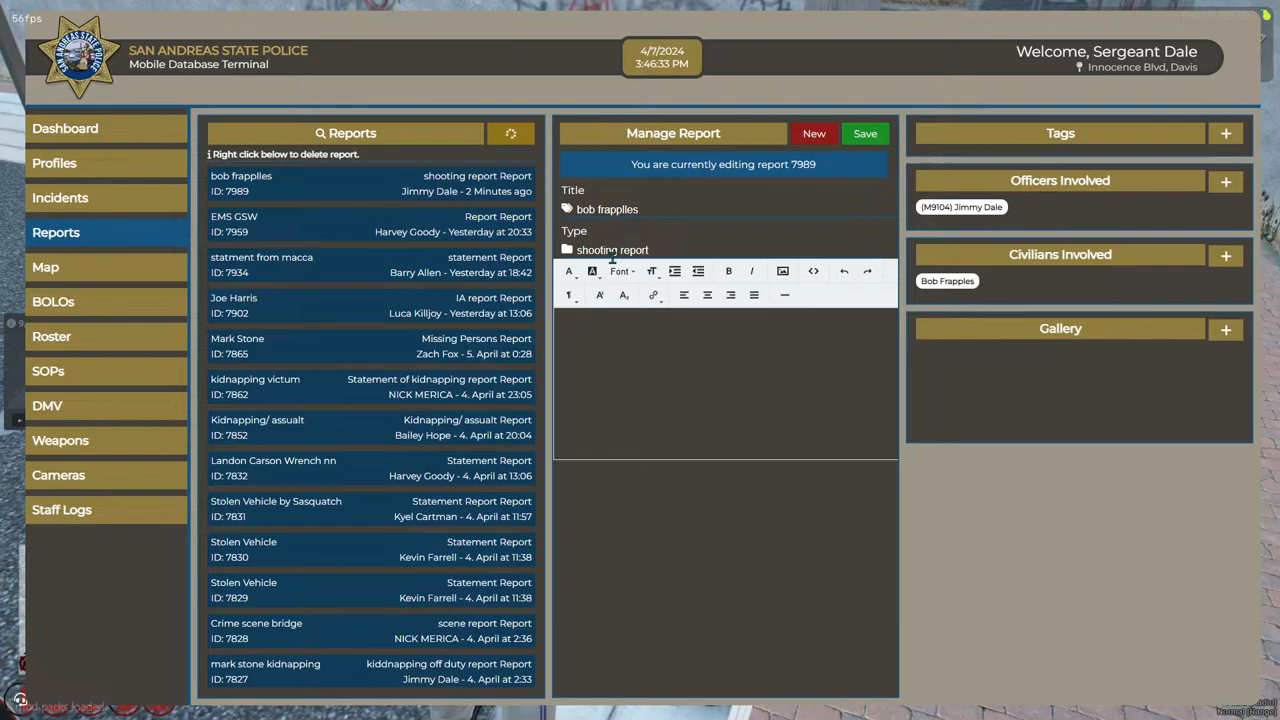 56fps
SAN ANDREAS STATE POLICE
Mobile Database Terminal
4/7/2024
3:46:33 PM
Welcome, Sergeant Dale
Innocence Blvd, Davis
Dashboard
Profiles
Incidents
Reports
Map
BOLOs
Roster
SOPs
DMV
Weapons
Cameras
Staff Logs
Reports
Right click below to delete report.
bob frapplles shooting report Report
ID: 7989 Jimmy Dale - 2 Minutes ago
EMS GSW Report Report
ID: 7959 Harvey Goody - Yesterday at 20:33
statment from macca statement Report
ID: 7934 Barry Allen - Yesterday at 18:42
Joe Harris IA report Report
ID: 7902 Luca Killjoy - Yesterday at 13:06
Mark Stone Missing Persons Report
ID: 7865 Zach Fox - 5. April at 0:28
kidnapping victum Statement of kidnapping report Report
ID: 7862 NICK MERICA - 4. April at 23:05
Kidnapping/ assualt Kidnapping/ assault Report
ID: 7852 Bailey Hope - 4. April at 20:04
Landon Carson Wrench nn Statement Report
ID: 7832 Harvey Goody - 4. April at 13:06
Stolen Vehicle by Sasquatch Statement Report Report
ID: 7831 Kyel Cartman - 4. April at 11:57
Stolen Vehicle Statement Report
ID: 7830 Kevin Farrell - 4. April at 11:38
Stolen Vehicle Statement Report
ID: 7829 Kevin Farrell - 4. April at 11:38
Crime scene bridge scene report Report
ID: 7828 NICK MERICA - 4. April at 2:36
mark stone kidnapping kiddnapping off duty report Report
ID: 7827 Jimmy Dale - 4. April at 2:33
Manage Report New Save
You are currently editing report 7989
Title
bob frapplles
Type
shooting report
Font
Tags +
Officers Involved +
(M9104) Jimmy Dale
Civilians Involved +
Bob Frapples
Gallery +
packs loaded
Normal [Range]